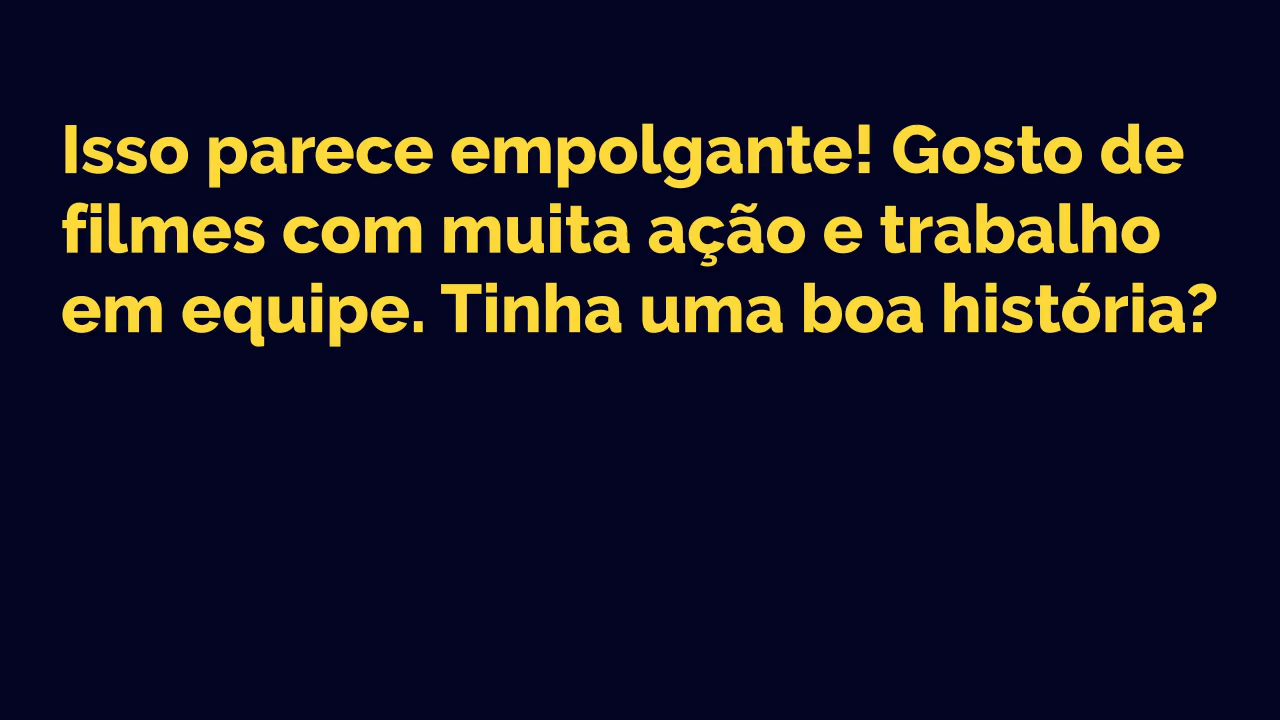 Isso parece empolgante! Gosto de
filmes com muita ação e trabalho
em equipe. Tinha uma boa história?